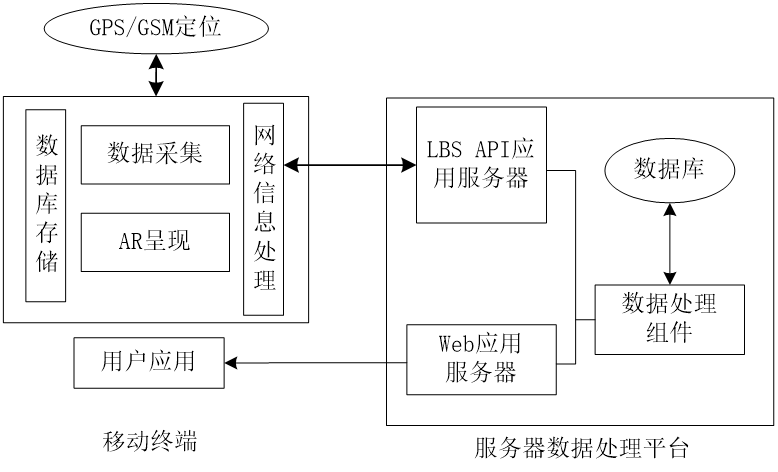 GPS/GSM定位
数据库存储
数据采集
AR呈现
网络信息处理
LBS API应
用服务器
数据库
数据处理
组件
Web应用
服务器
用户应用
移动终端
服务器数据处理平台